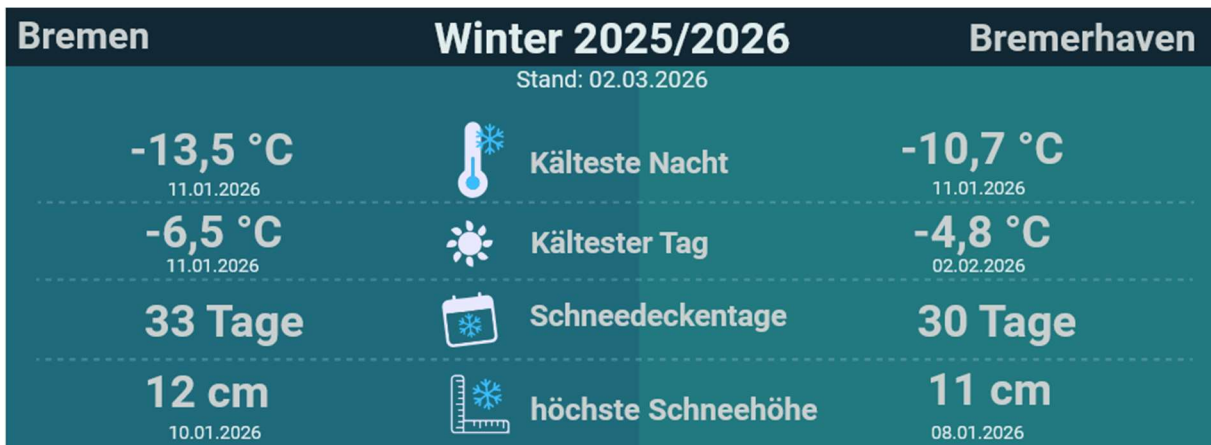 Bremen Winter 2025/2026 Bremerhaven
Stand: 02.03.2026
-13,5 °C Kälteste Nacht -10,7 °C
11.01.2026 11.01.2026
-6,5 °C Kältester Tag -4,8 °C
11.01.2026 02.02.2026
33 Tage Schneedeckentage 30 Tage
12 cm höchste Schneehöhe 11 cm
10.01.2026 08.01.2026